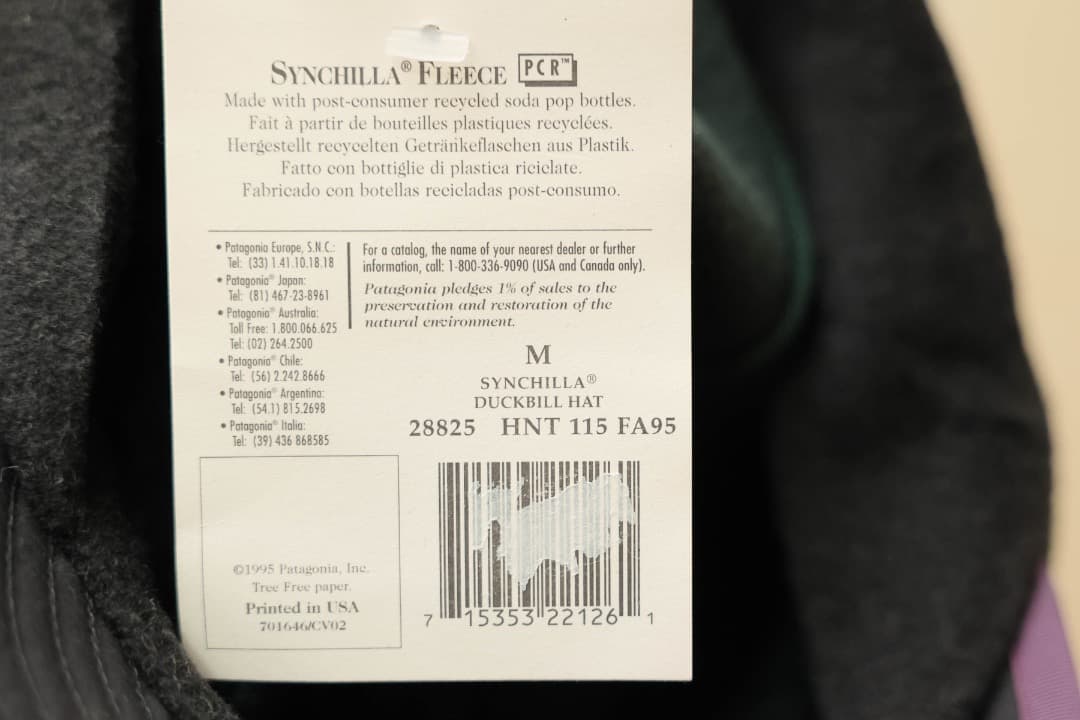 SYNCHILLA® FLEECE PCR™
Made with post-consumer recycled soda pop bottles.
Fait à partir de bouteilles plastiques recyclées.
Hergestellt recycelten Getränkeflaschen aus Plastik.
Fatto con bottiglie di plastica riciclate.
Fabricado con botellas recicladas post-consumo.
• Patagonia Europe, S.N.C.:
Tel: (33) 1.41.10.18.18
• Patagonia® Japan:
Tel: (81) 467-23-8961
• Patagonia® Australia:
Toll Free: 1.800.066.625
Tel: (02) 264.2500
• Patagonia® Chile:
Tel: (56) 2.242.8666
• Patagonia® Argentina:
Tel: (54.1) 815.2698
• Patagonia® Italia:
Tel: (39) 436 868585
For a catalog, the name of your nearest dealer or further
information, call: 1-800-336-9090 (USA and Canada only).
Patagonia pledges 1% of sales to the
preservation and restoration of the
natural environment.
M
SYNCHILLA®
DUCKBILL HAT
28825 HNT 115 FA95
©1995 Patagonia, Inc.
Tree Free paper.
Printed in USA
701646/CV02
7 15353 22126 1